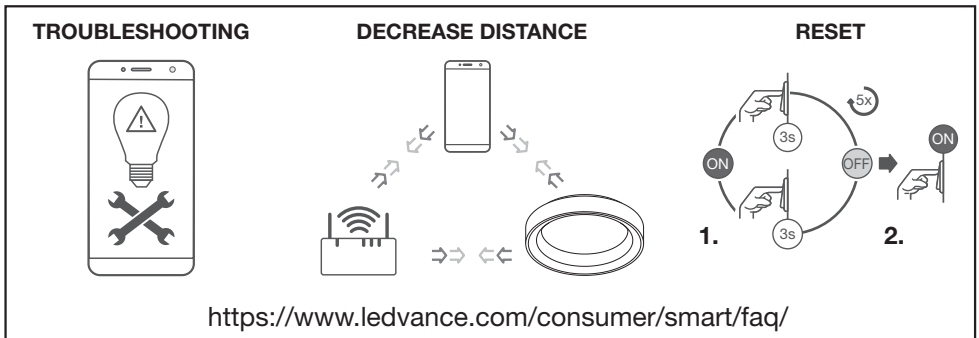 TROUBLESHOOTING
DECREASE DISTANCE
RESET
5x
3s
ON
OFF
ON
3s
1.
2.
https://www.ledvance.com/consumer/smart/faq/